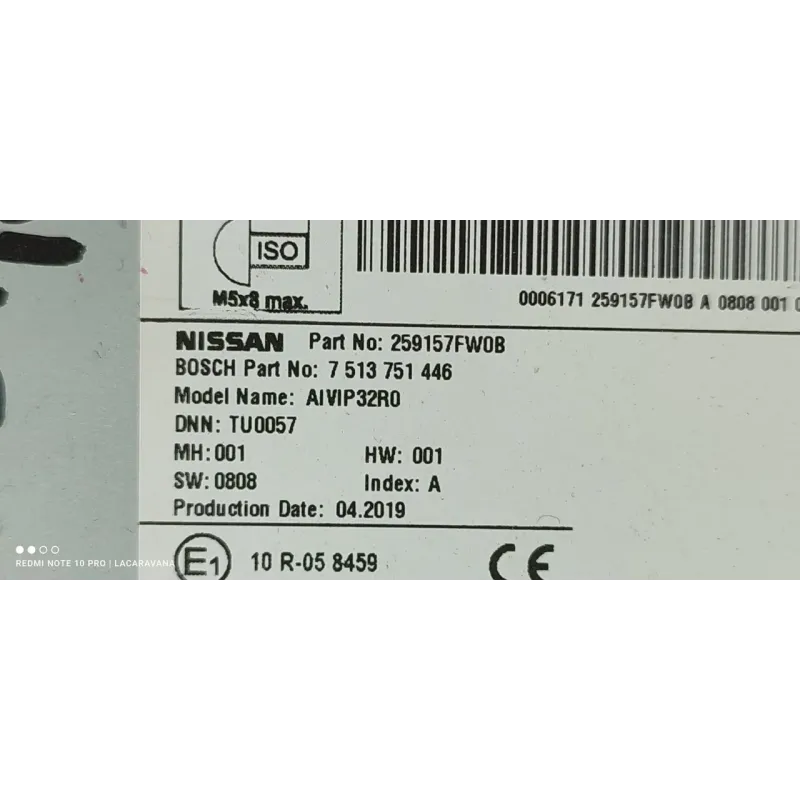 ISO
M5x8 max.
0006171 259157FW0B A 0808 001
NISSAN Part No: 259157FW0B
BOSCH Part No: 7 513 751 446
Model Name: AIVIP32R0
DNN: TU0057
MH: 001 HW: 001
SW: 0808 Index: A
Production Date: 04.2019
E1 10 R-05 8459 CE
REDMI NOTE 10 PRO | LACARAVANA